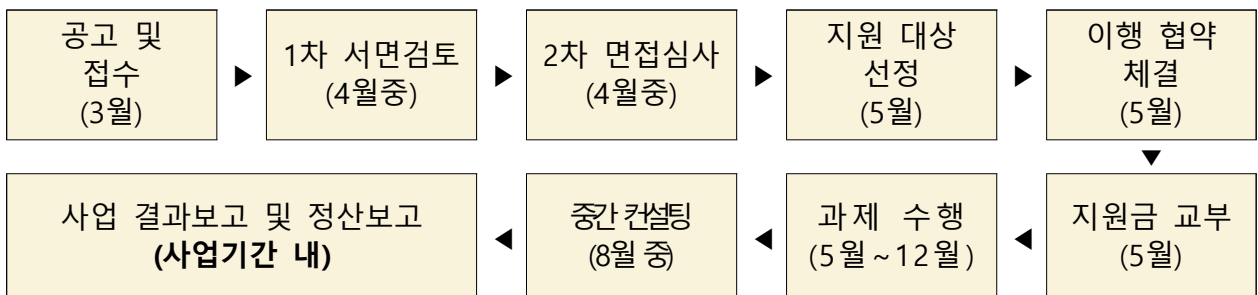 공고 및
접수
(3월)
▶
1차 서면검토
(4월중)
▶
2차 면접심사
(4월중)
▶
지원 대상
선정
(5월)
▶
이행 협약
체결
(5월)
▼
지원금 교부
(5월)
◀
과제 수행
(5월~12월)
◀
중간 컨설팅
(8월 중)
◀
사업 결과보고 및 정산보고
(사업기간 내)